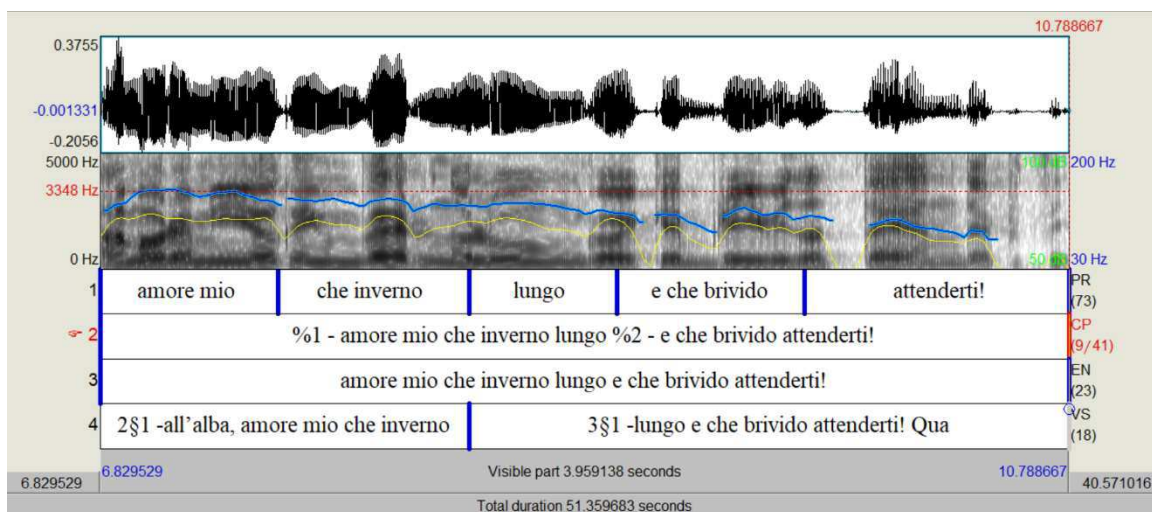 10.788667
0.3755
-0.001331
-0.2056
5000 Hz
100 dB 200 Hz
3348 Hz
0 Hz
50 dB 30 Hz
1 amore mio che inverno lungo e che brivido attenderti! PR (73)
2 %1 - amore mio che inverno lungo %2 - e che brivido attenderti! CP (9/41)
3 amore mio che inverno lungo e che brivido attenderti! EN (23)
4 2§1 -all'alba, amore mio che inverno 3§1 -lungo e che brivido attenderti! Qua VS (18)
6.829529 Visible part 3.959138 seconds 10.788667
6.829529 40.571016
Total duration 51.359683 seconds